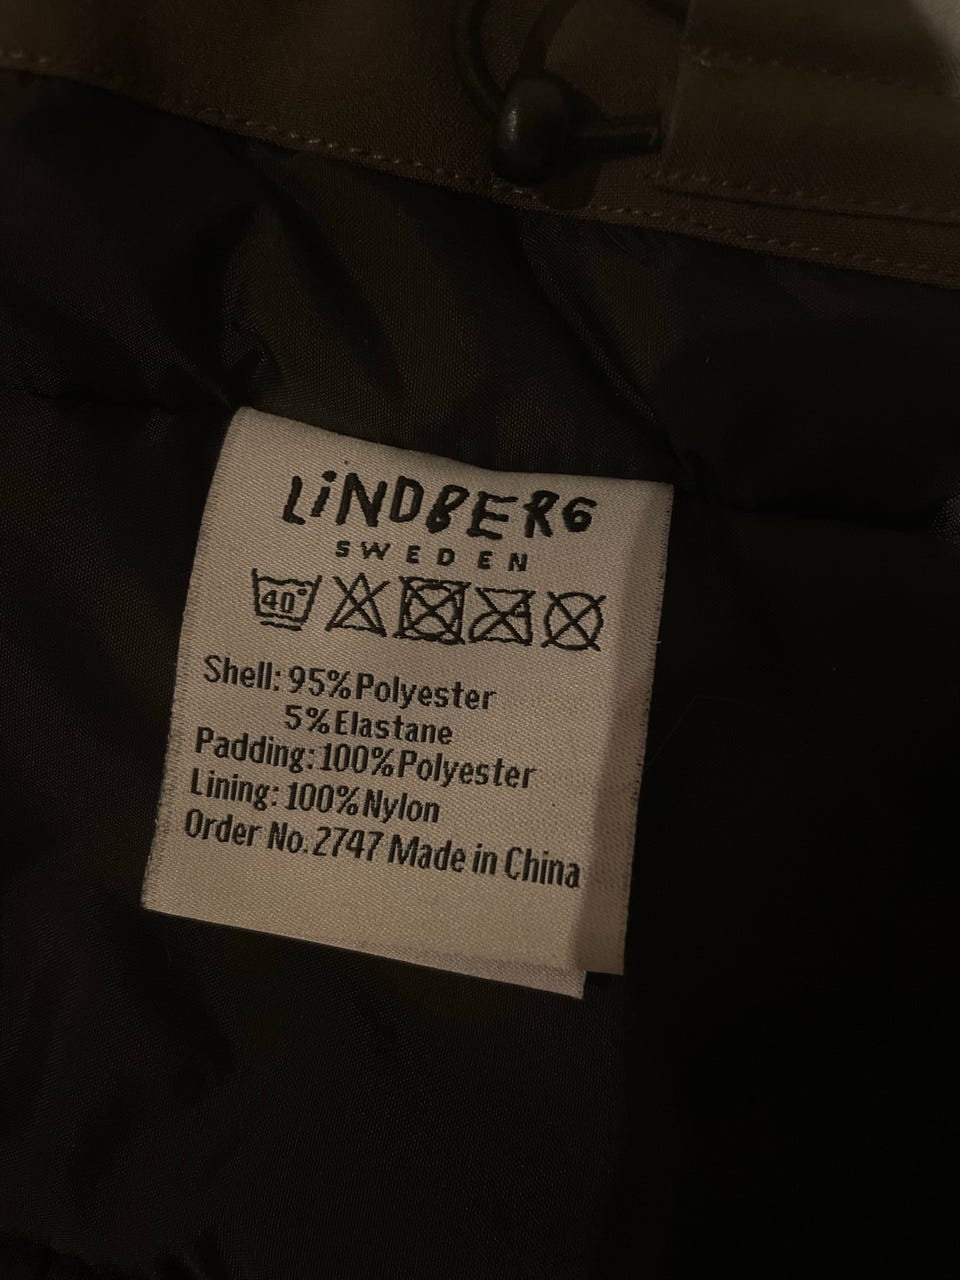 LiNDBERG
SWEDEN
40°
Shell: 95% Polyester
5% Elastane
Padding: 100% Polyester
Lining: 100% Nylon
Order No. 2747 Made in China